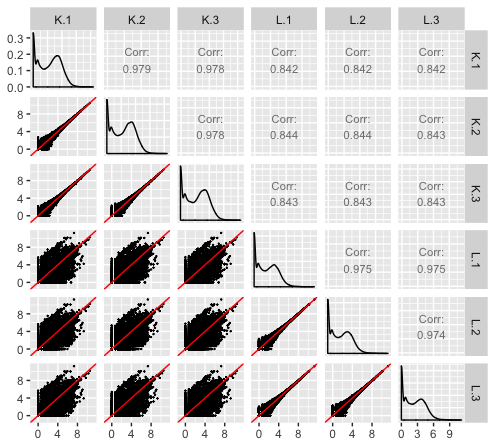 K.1 K.2 K.3 L.1 L.2 L.3
0.3
0.2
0.1
0.0
Corr: Corr: Corr: Corr: Corr:
0.979 0.978 0.842 0.842 0.842
K.1
8
4
0
Corr: Corr: Corr: Corr:
0.978 0.844 0.844 0.843
K.2
8
4
0
Corr: Corr: Corr:
0.843 0.843 0.843
K.3
8
4
0
Corr: Corr:
0.975 0.975
L.1
8
4
0
Corr:
0.974
L.2
8
4
0
L.3
0 4 8 0 4 8 0 4 8 0 4 8 0 4 8 0 3 6 9